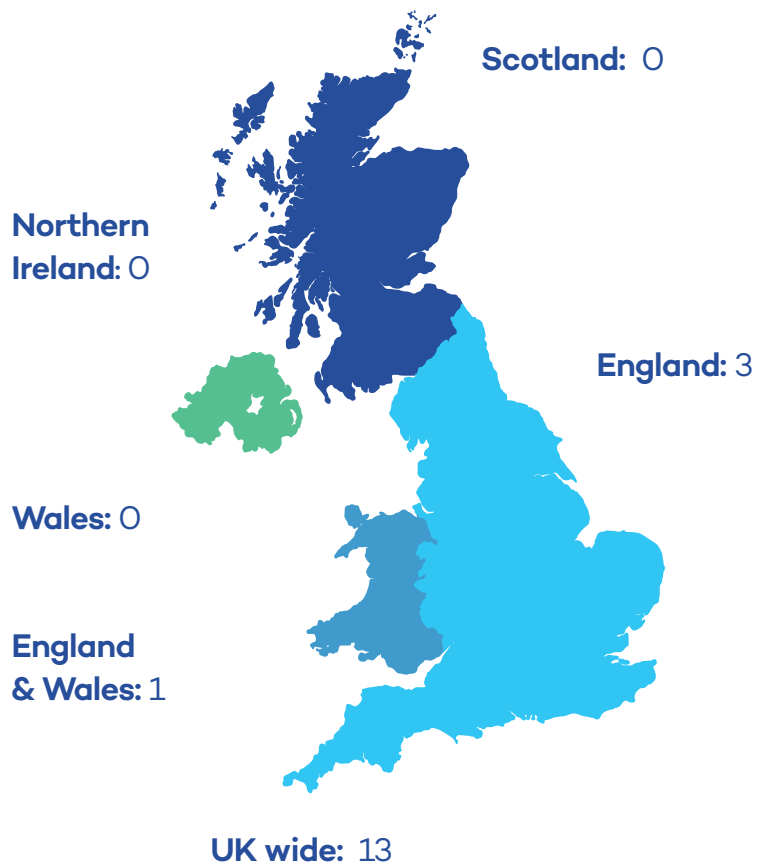 Scotland: 0
Northern
Ireland: 0
England: 3
Wales: 0
England
& Wales: 1
UK wide: 13